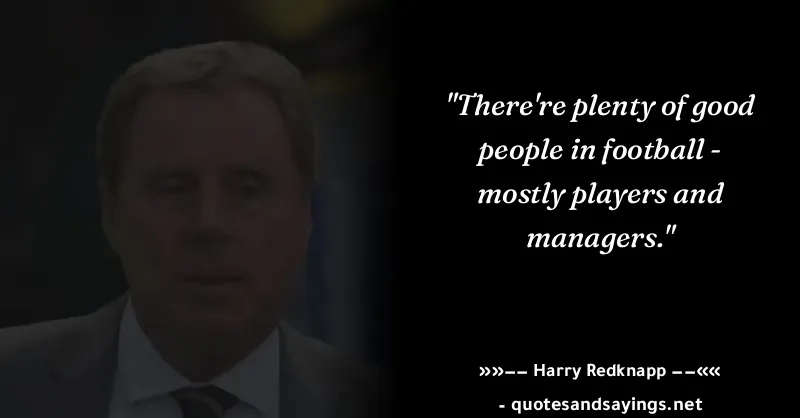 "There're plenty of good
people in football -
mostly players and
managers."
»»—— Harry Redknapp ——««
- quotesandsayings.net